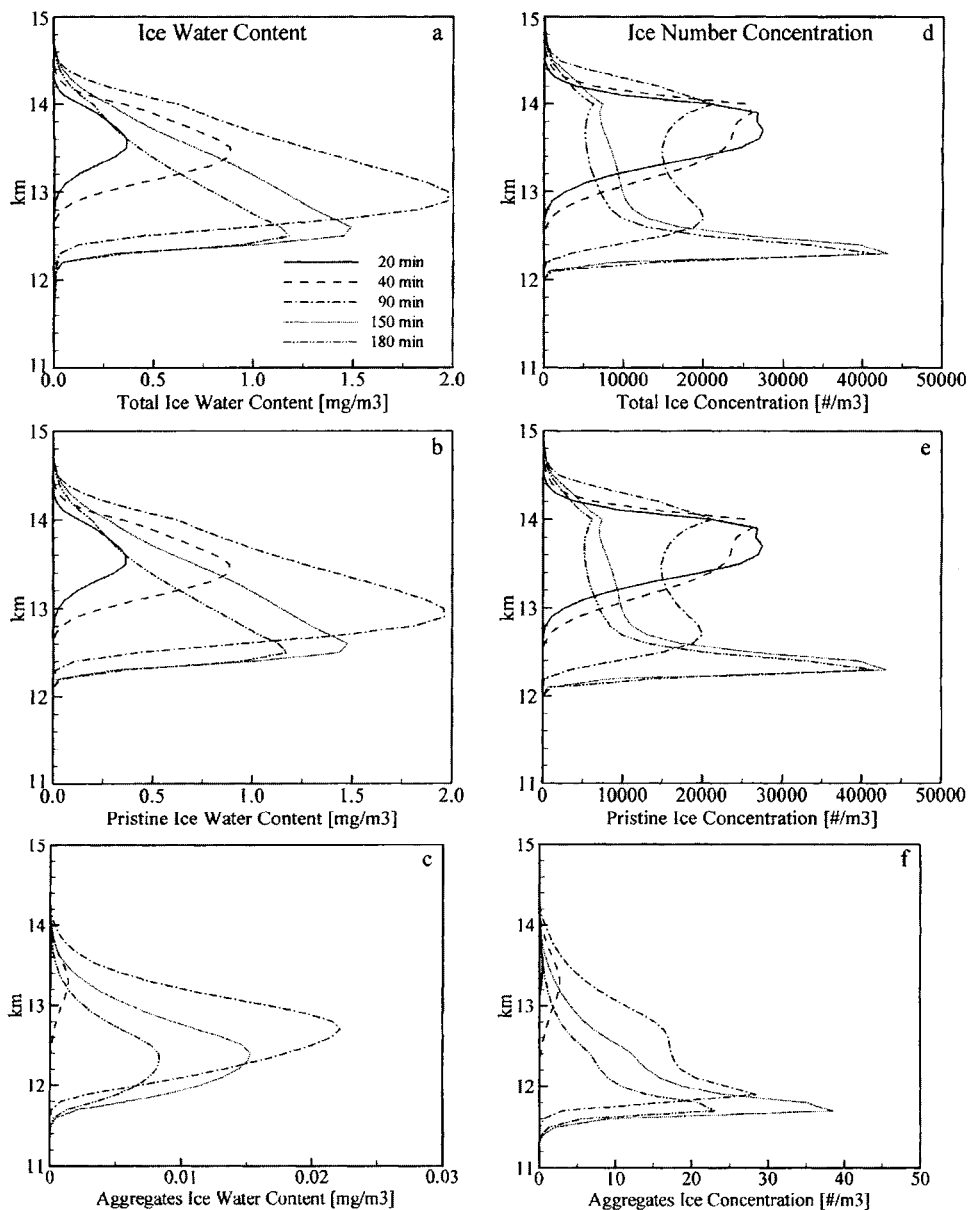 Ice Water Content
a
15
14
13
12
11
km
20 min
40 min
90 min
150 min
180 min
0.0 0.5 1.0 1.5 2.0
Total Ice Water Content [mg/m3]
Ice Number Concentration
d
15
14
13
12
11
km
0 10000 20000 30000 40000 50000
Total Ice Concentration [#/m3]
b
15
14
13
12
11
km
0.0 0.5 1.0 1.5 2.0
Pristine Ice Water Content [mg/m3]
e
15
14
13
12
11
km
0 10000 20000 30000 40000 50000
Pristine Ice Concentration [#/m3]
c
15
14
13
12
11
km
0 0.01 0.02 0.03
Aggregates Ice Water Content [mg/m3]
f
15
14
13
12
11
km
0 10 20 30 40 50
Aggregates Ice Concentration [#/m3]